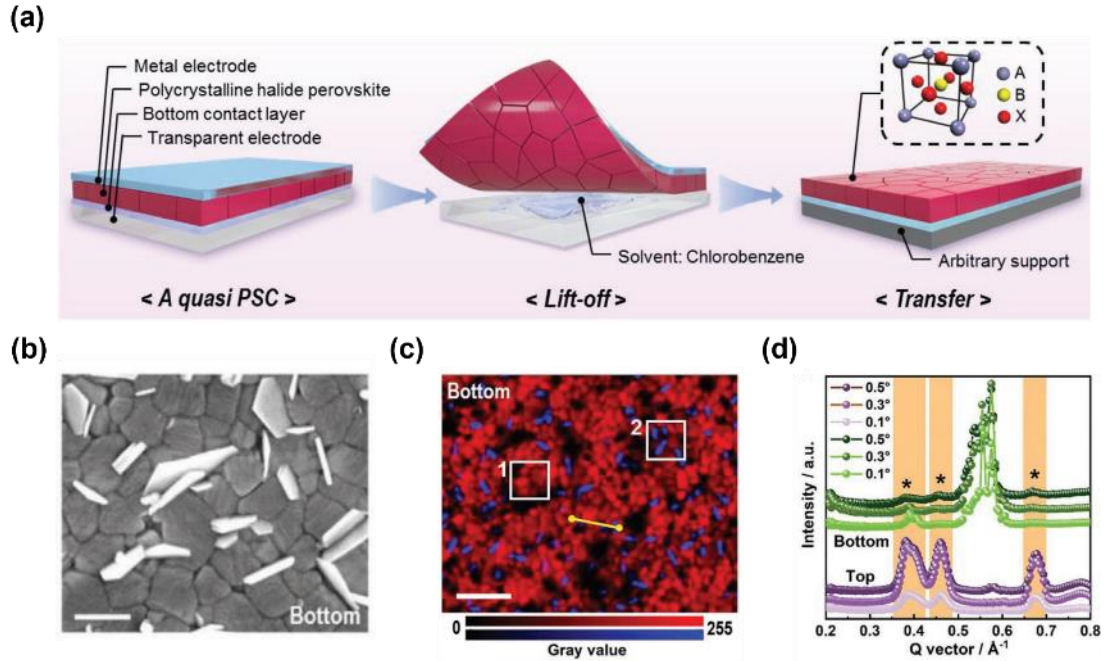 (a)
Metal electrode
Polycrystalline halide perovskite
Bottom contact layer
Transparent electrode
A
B
X
Solvent: Chlorobenzene
Arbitrary support
< A quasi PSC >
< Lift-off >
< Transfer >
(b)
Bottom
(c)
Bottom
1
2
0
255
Gray value
(d)
0.5°
0.3°
0.1°
0.5°
0.3°
0.1°
* * *
Bottom
Top
Intensity / a.u.
0.2 0.3 0.4 0.5 0.6 0.7 0.8
Q vector / Å⁻¹